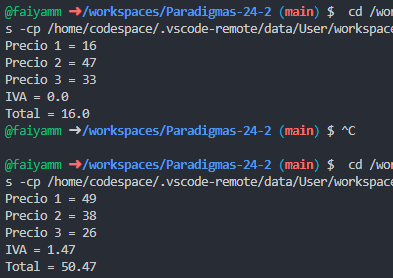 @faiyamm ➜/workspaces/Paradigmas-24-2 (main) $  cd /wo
s -cp /home/codespace/.vscode-remote/data/User/workspac
Precio 1 = 16
Precio 2 = 47
Precio 3 = 33
IVA = 0.0
Total = 16.0
@faiyamm ➜/workspaces/Paradigmas-24-2 (main) $ ^C
@faiyamm ➜/workspaces/Paradigmas-24-2 (main) $  cd /wor
s -cp /home/codespace/.vscode-remote/data/User/workspac
Precio 1 = 49
Precio 2 = 38
Precio 3 = 26
IVA = 1.47
Total = 50.47